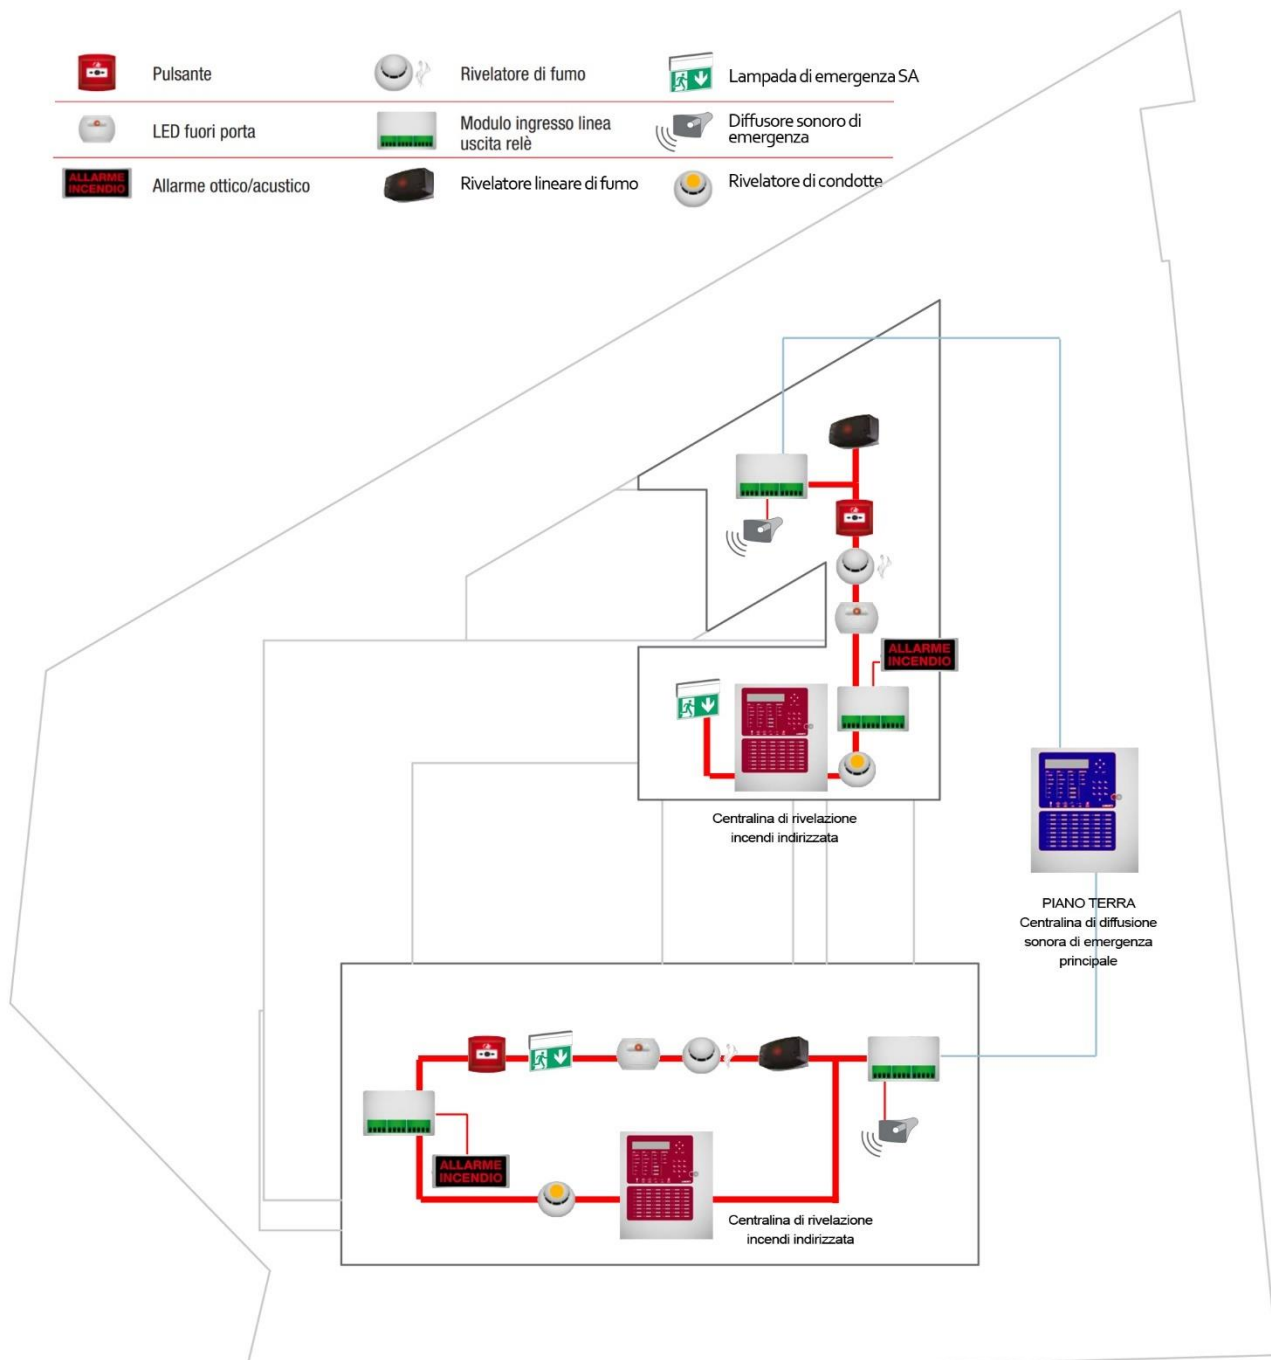 Pulsante
Rivelatore di fumo
Lampada di emergenza SA
LED fuori porta
Modulo ingresso linea
uscita relè
Diffusore sonoro di
emergenza
ALLARME
INCENDIO
Allarme ottico/acustico
Rivelatore lineare di fumo
Rivelatore di condotte
ALLARME
INCENDIO
Centralina di rivelazione
incendi indirizzata
PIANO TERRA
Centralina di diffusione
sonora di emergenza
principale
ALLARME
INCENDIO
Centralina di rivelazione
incendi indirizzata